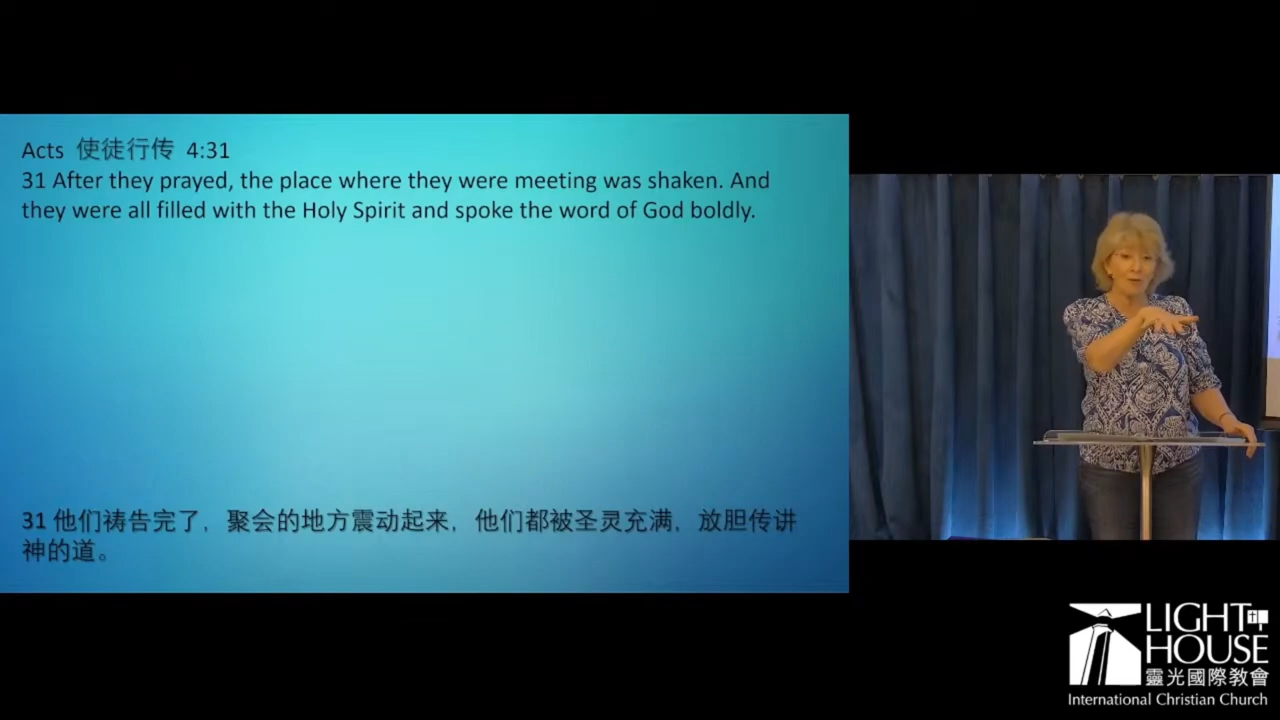 Acts 使徒行传 4:31
31 After they prayed, the place where they were meeting was shaken. And
they were all filled with the Holy Spirit and spoke the word of God boldly.
31 他们祷告完了，聚会的地方震动起来，他们都被圣灵充满，放胆传讲
神的道。
LIGHT
HOUSE
靈光國際教會
International Christian Church